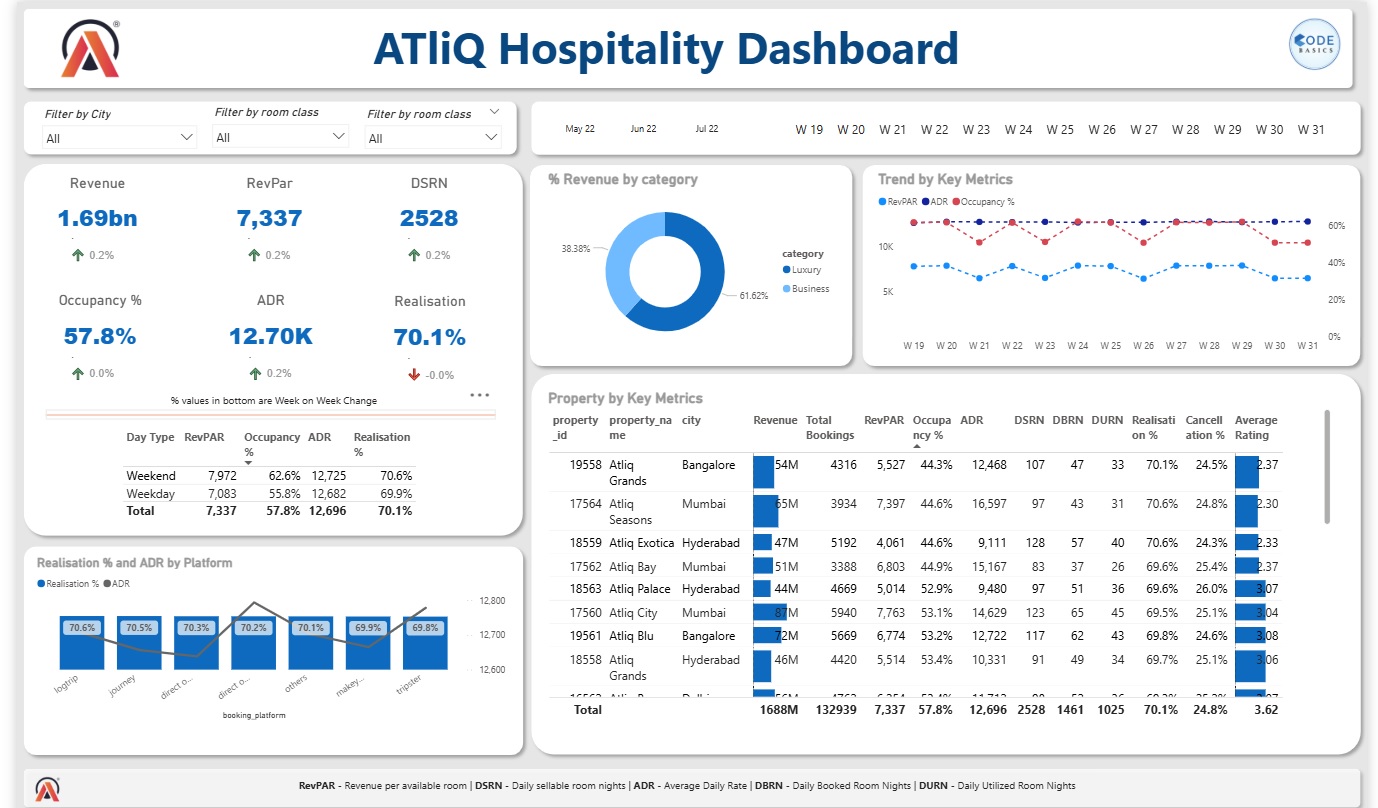 ATliQ Hospitality Dashboard
CODE
BASICS
Filter by City
All
Filter by room class
All
Filter by room class
All
May 22 Jun 22 Jul 22
W 19 W 20 W 21 W 22 W 23 W 24 W 25 W 26 W 27 W 28 W 29 W 30 W 31
Revenue RevPar DSRN
1.69bn 7,337 2528
0.2% 0.2% 0.2%
Occupancy % ADR Realisation
57.8% 12.70K 70.1%
0.0% 0.2% -0.0%
% values in bottom are Week on Week Change
Day Type RevPAR Occupancy % ADR Realisation %
Weekend 7,972 62.6% 12,725 70.6%
Weekday 7,083 55.8% 12,682 69.9%
Total 7,337 57.8% 12,696 70.1%
% Revenue by category
38.38%
61.62%
category
Luxury
Business
Trend by Key Metrics
RevPAR ADR Occupancy %
10K
5K
60%
40%
20%
0%
W 19 W 20 W 21 W 22 W 23 W 24 W 25 W 26 W 27 W 28 W 29 W 30 W 31
Realisation % and ADR by Platform
Realisation % ADR
12,800
12,700
12,600
70.6% 70.5% 70.3% 70.2% 70.1% 69.9% 69.8%
logtrip journey direct o... direct o... others makey... tripster
booking_platform
Property by Key Metrics
property_id property_name city Revenue Total Bookings RevPAR Occupancy % ADR DSRN DBRN DURN Realisation % Cancellation % Average Rating
19558 Atliq Grands Bangalore 54M 4316 5,527 44.3% 12,468 107 47 33 70.1% 24.5% 2.37
17564 Atliq Seasons Mumbai 65M 3934 7,397 44.6% 16,597 97 43 31 70.6% 24.8% 2.30
18559 Atliq Exotica Hyderabad 47M 5192 4,061 44.6% 9,111 128 57 40 70.6% 24.3% 2.33
17562 Atliq Bay Mumbai 51M 3388 6,803 44.9% 15,167 83 37 26 69.6% 25.4% 2.37
18563 Atliq Palace Hyderabad 44M 4669 5,014 52.9% 9,480 97 51 36 69.6% 26.0% 3.07
17560 Atliq City Mumbai 87M 5940 7,763 53.1% 14,629 123 65 45 69.5% 25.1% 3.04
19561 Atliq Blu Bangalore 72M 5669 6,774 53.2% 12,722 117 62 43 69.8% 24.6% 3.08
18558 Atliq Grands Hyderabad 46M 4420 5,514 53.4% 10,331 91 49 34 69.7% 25.1% 3.06
Total 1688M 132939 7,337 57.8% 12,696 2528 1461 1025 70.1% 24.8% 3.62
RevPAR - Revenue per available room | DSRN - Daily sellable room nights | ADR - Average Daily Rate | DBRN - Daily Booked Room Nights | DURN - Daily Utilized Room Nights